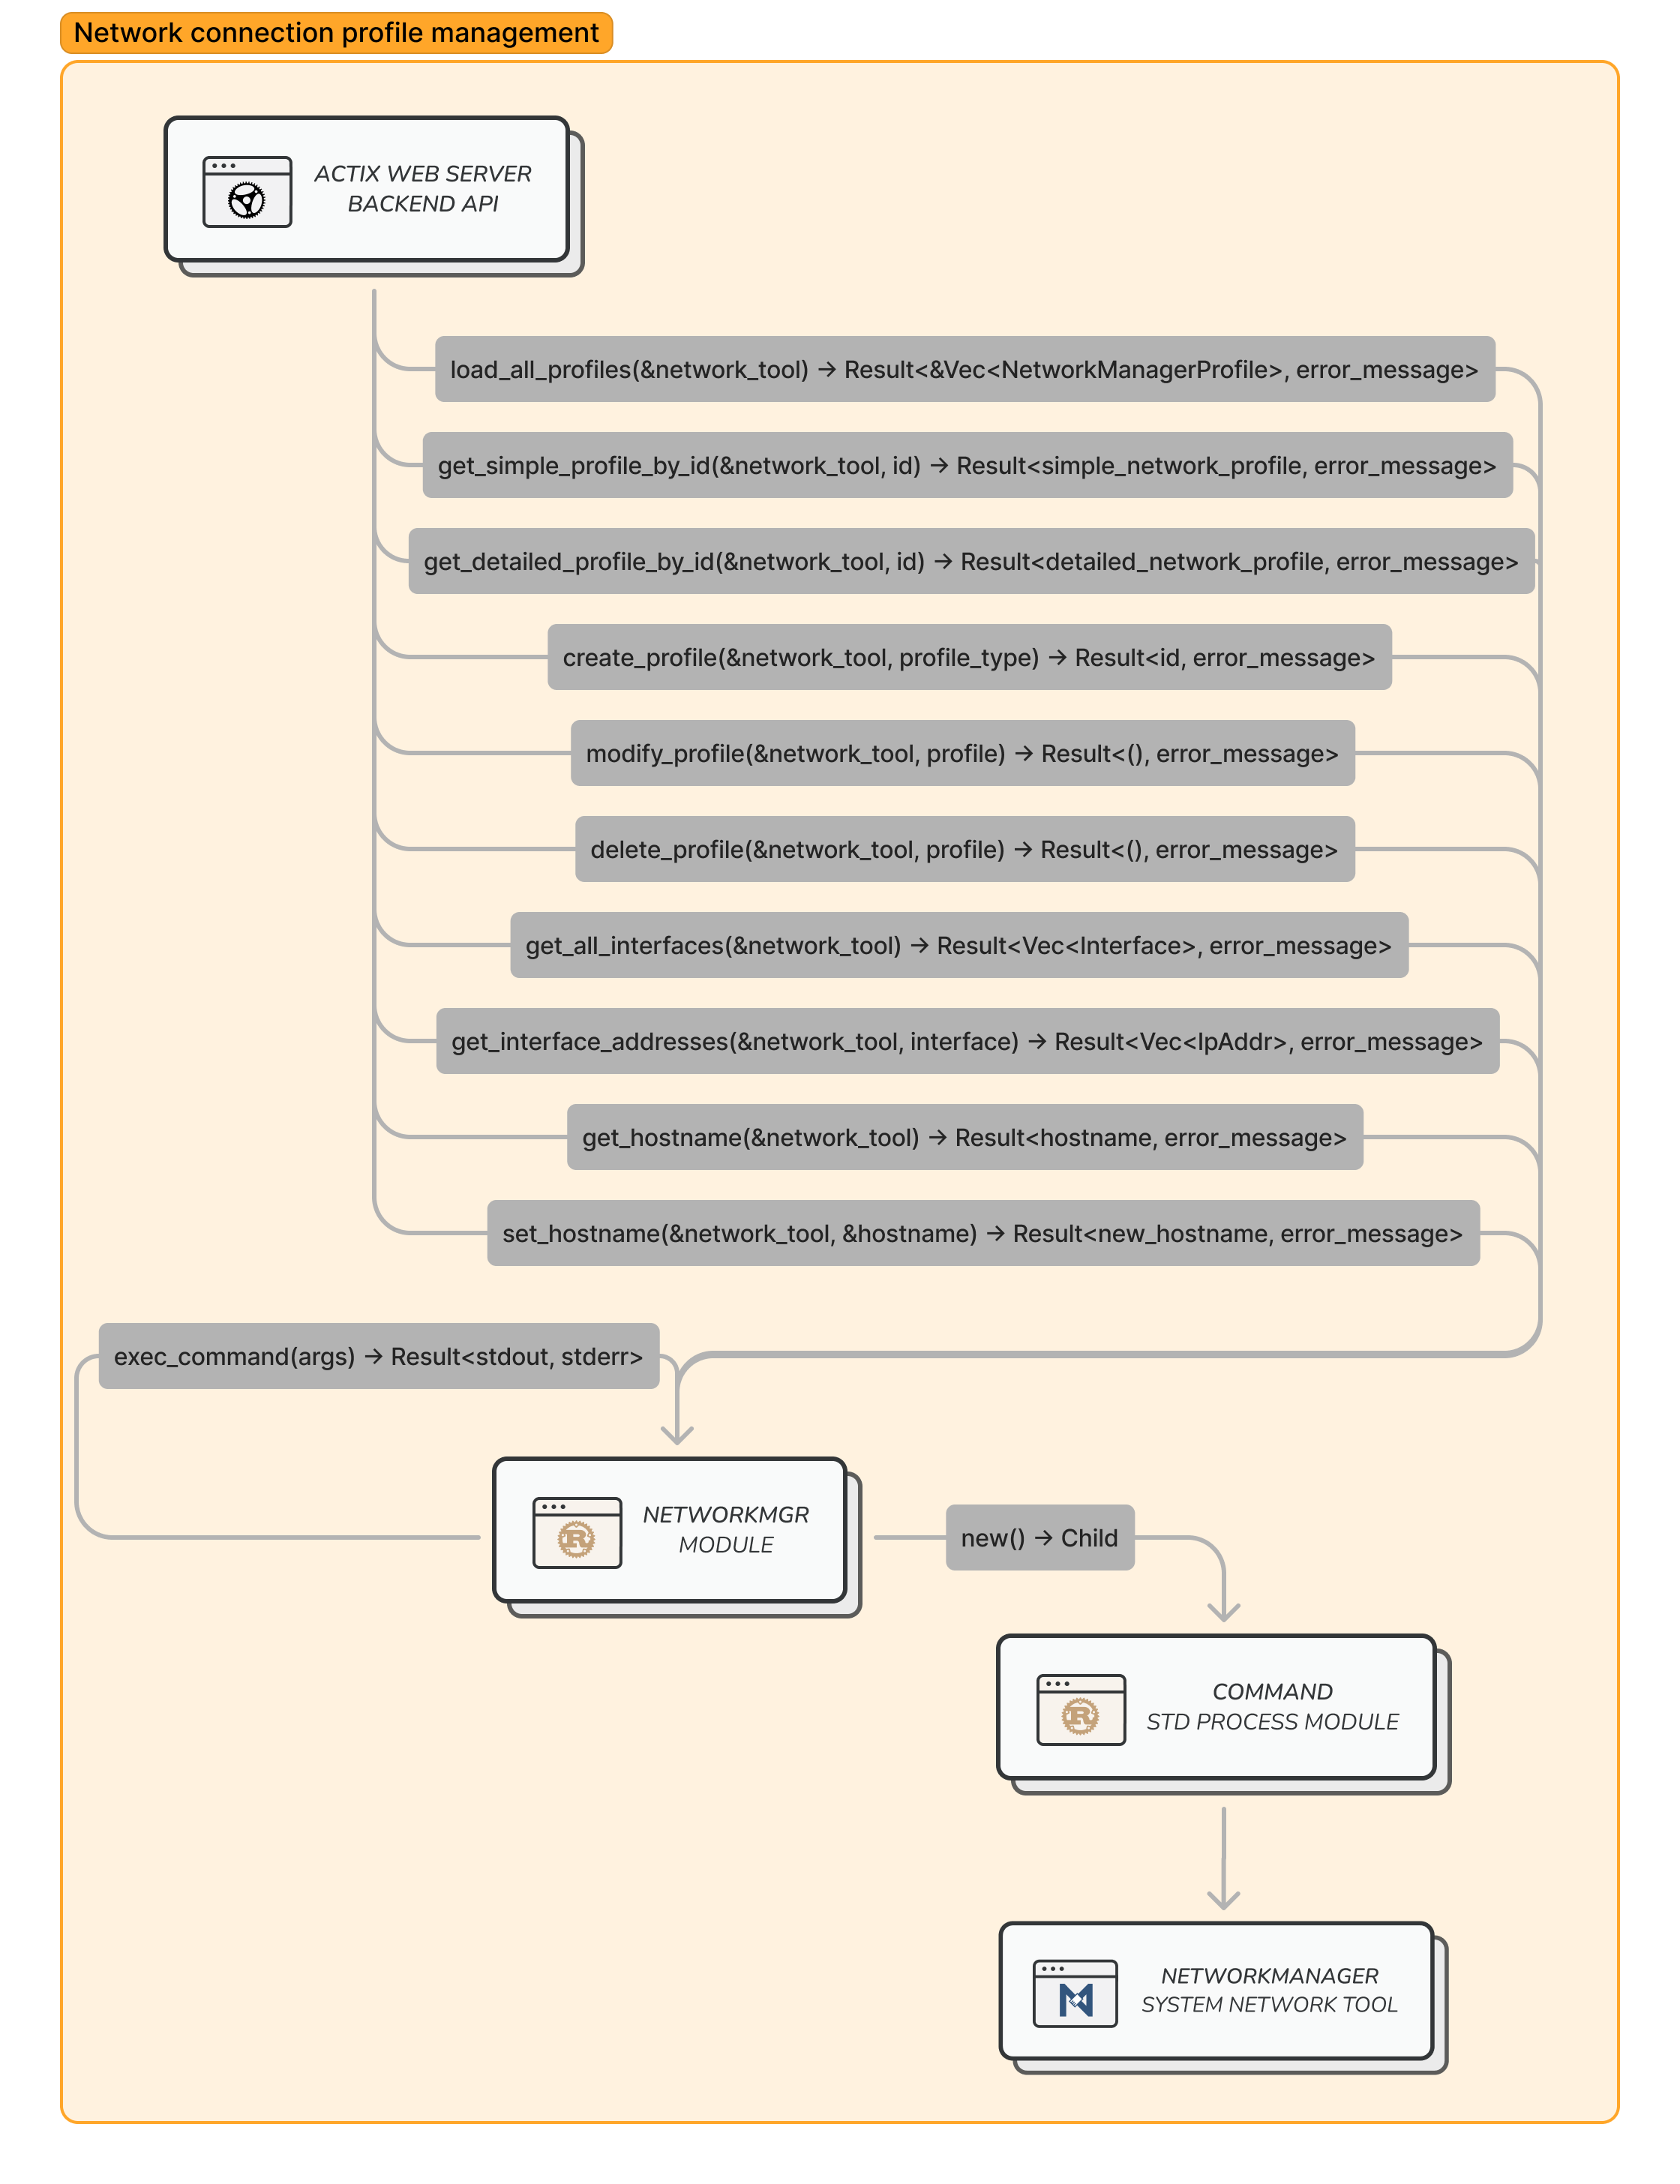 Network connection profile management
ACTIX WEB SERVER
BACKEND API
load_all_profiles(&network_tool) → Result<&Vec<NetworkManagerProfile>, error_message>
get_simple_profile_by_id(&network_tool, id) → Result<simple_network_profile, error_message>
get_detailed_profile_by_id(&network_tool, id) → Result<detailed_network_profile, error_message>
create_profile(&network_tool, profile_type) → Result<id, error_message>
modify_profile(&network_tool, profile) → Result<(), error_message>
delete_profile(&network_tool, profile) → Result<(), error_message>
get_all_interfaces(&network_tool) → Result<Vec<Interface>, error_message>
get_interface_addresses(&network_tool, interface) → Result<Vec<IpAddr>, error_message>
get_hostname(&network_tool) → Result<hostname, error_message>
set_hostname(&network_tool, &hostname) → Result<new_hostname, error_message>
exec_command(args) → Result<stdout, stderr>
NETWORKMGR
MODULE
new() → Child
COMMAND
STD PROCESS MODULE
NETWORKMANAGER
SYSTEM NETWORK TOOL